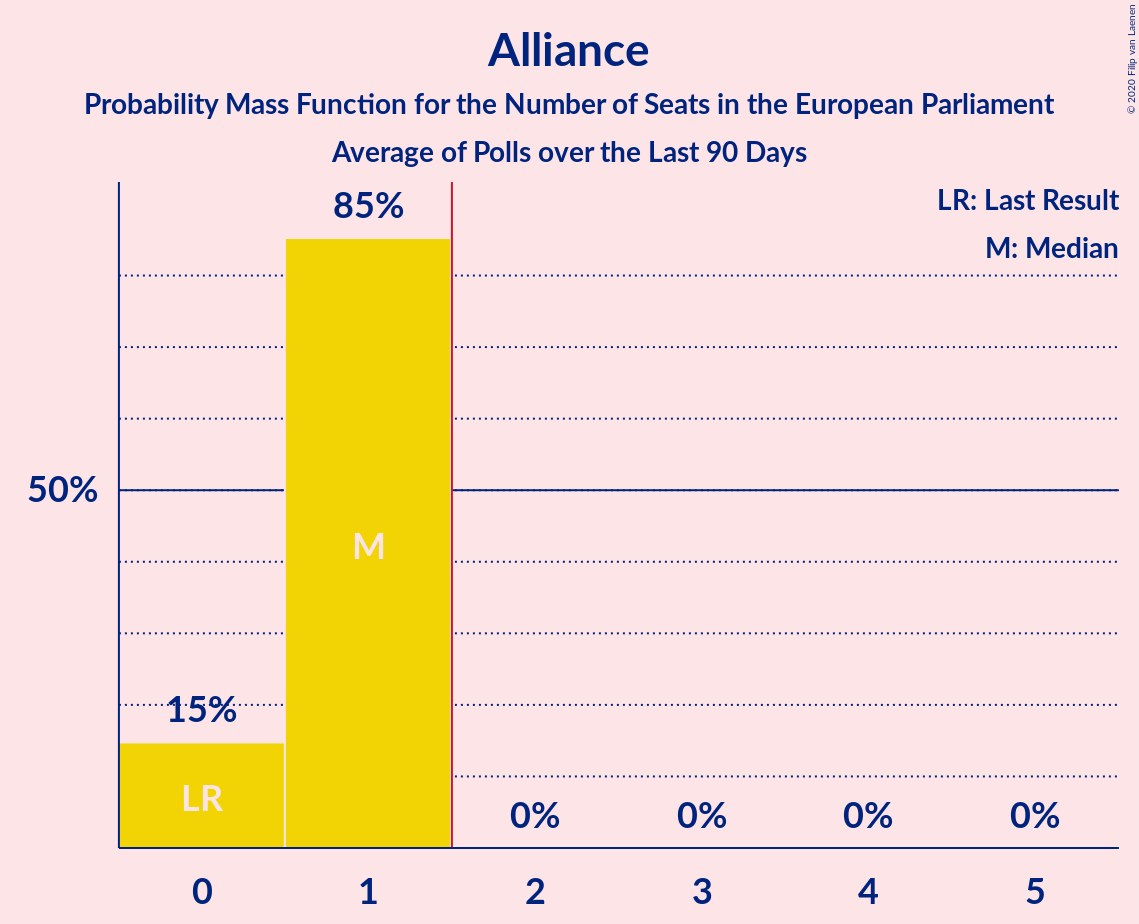 Alliance
Probability Mass Function for the Number of Seats in the European Parliament
Average of Polls over the Last 90 Days
© 2020 Filip van Laenen
LR: Last Result
M: Median
85%
50%
M
15%
LR
0% 0% 0% 0%
0 1 2 3 4 5